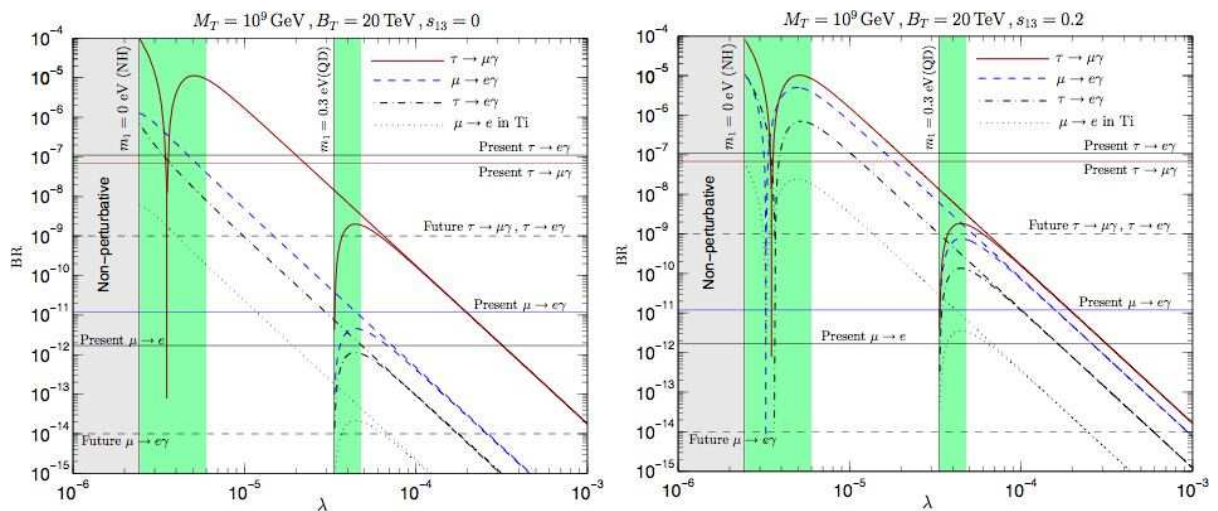 M_T = 10^9 GeV , B_T = 20 TeV , s_13 = 0
BR
10^-4
10^-5
10^-6
10^-7
10^-8
10^-9
10^-10
10^-11
10^-12
10^-13
10^-14
10^-15
Non-perturbative
m_1 = 0 eV (NH)
m_1 = 0.3 eV(QD)
τ → μγ
μ → eγ
τ → eγ
μ → e in Ti
Present τ → eγ
Present τ → μγ
Future τ → μγ , τ → eγ
Present μ → eγ
Present μ → e
Future μ → eγ
10^-6 10^-5 10^-4 10^-3
λ
M_T = 10^9 GeV , B_T = 20 TeV , s_13 = 0.2
BR
10^-4
10^-5
10^-6
10^-7
10^-8
10^-9
10^-10
10^-11
10^-12
10^-13
10^-14
10^-15
Non-perturbative
m_1 = 0 eV (NH)
m_1 = 0.3 eV(QD)
τ → μγ
μ → eγ
τ → eγ
μ → e in Ti
Present τ → eγ
Present τ → μγ
Future τ → μγ , τ → eγ
Present μ → eγ
Present μ → e
Future μ → eγ
10^-6 10^-5 10^-4 10^-3
λ